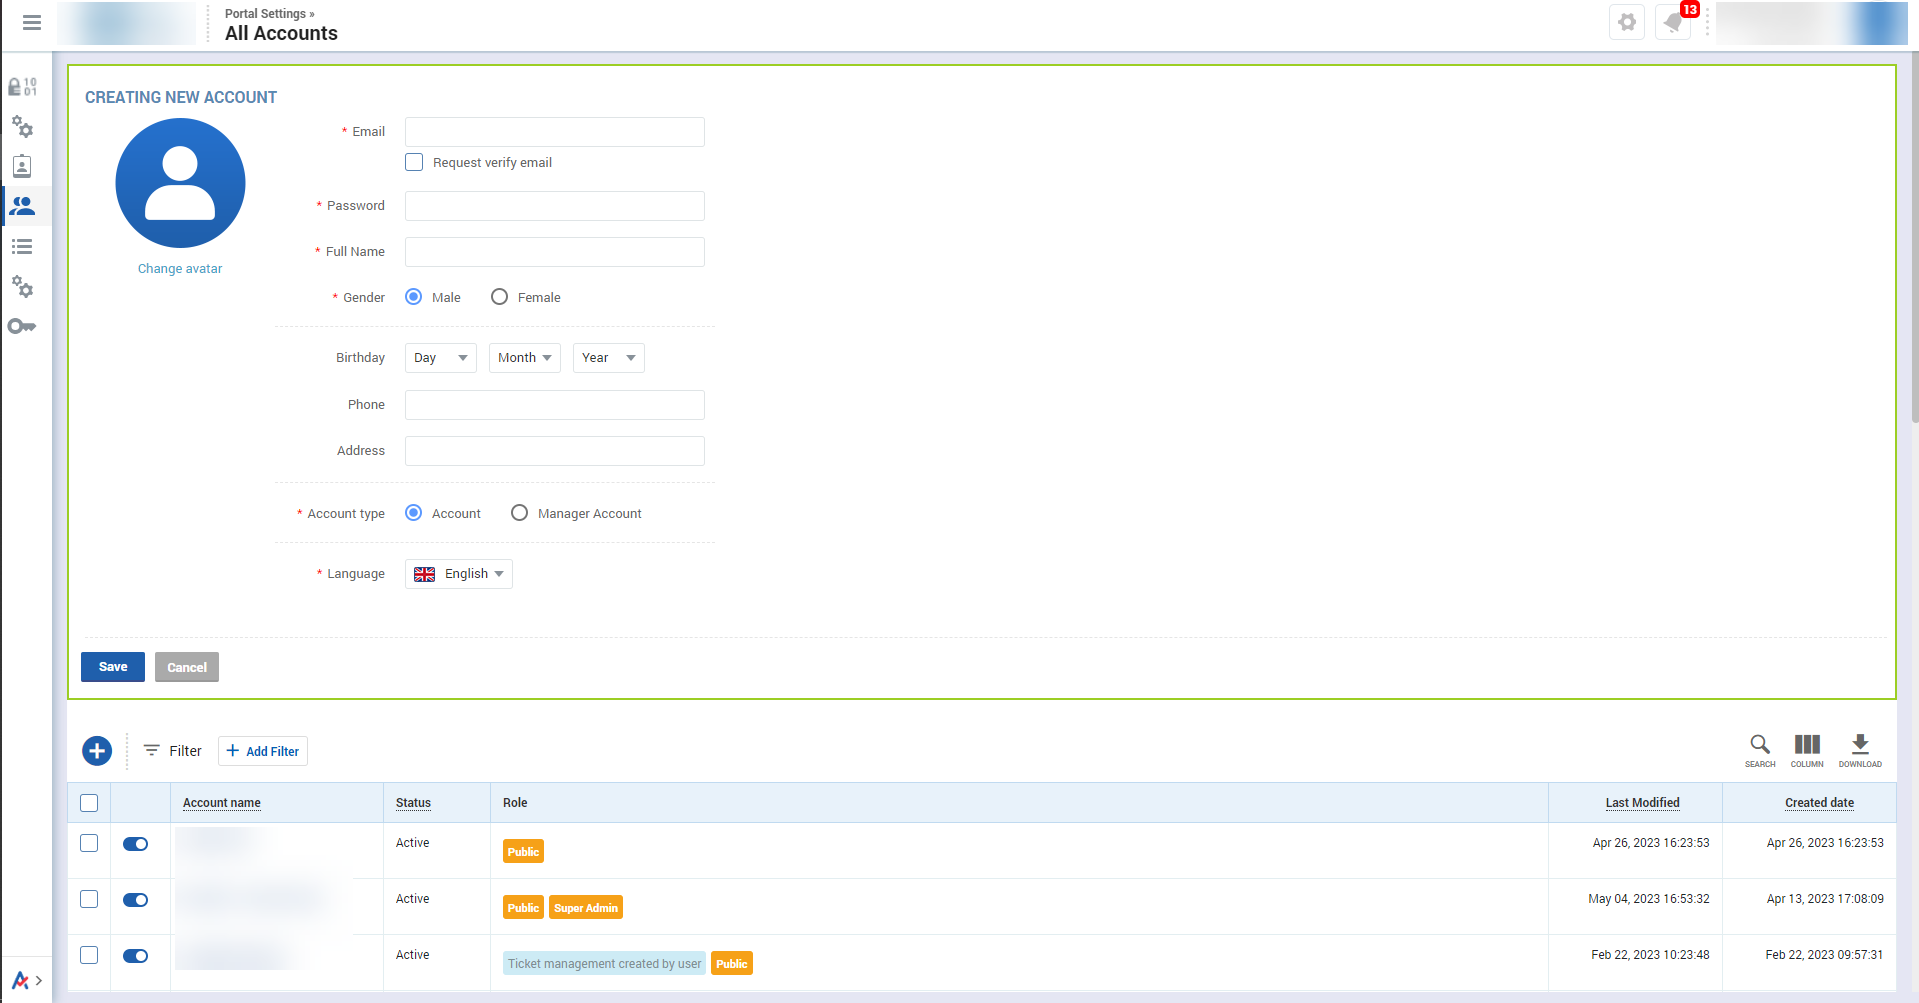 Portal Settings »
All Accounts
13
10
01
CREATING NEW ACCOUNT
* Email
Request verify email
* Password
* Full Name
Change avatar
* Gender Male Female
Birthday Day Month Year
Phone
Address
* Account type Account Manager Account
* Language English
Save Cancel
Filter Add Filter
SEARCH COLUMN DOWNLOAD
Account name Status Role Last Modified Created date
Active Public Apr 26, 2023 16:23:53 Apr 26, 2023 16:23:53
Active Public Super Admin May 04, 2023 16:53:32 Apr 13, 2023 17:08:09
Active Ticket management created by user Public Feb 22, 2023 10:23:48 Feb 22, 2023 09:57:31